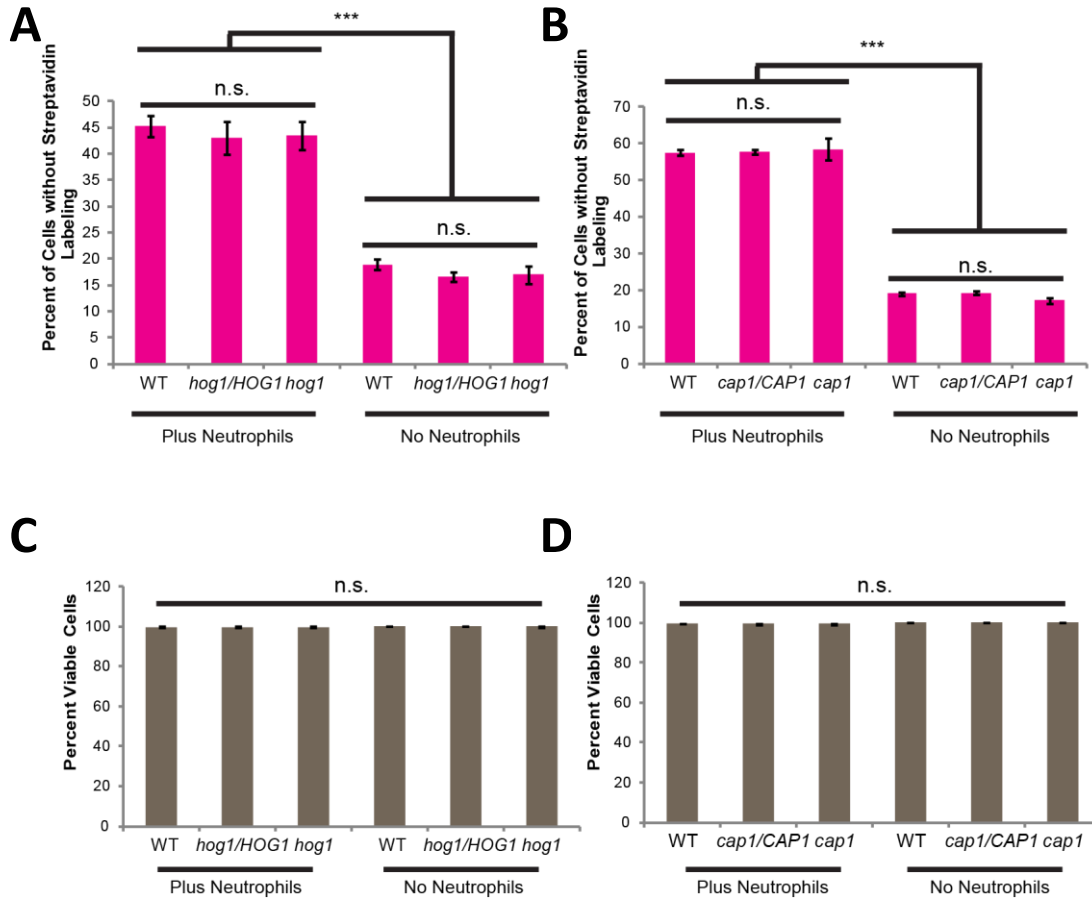 A
***
Percent of Cells without Streptavidin
Labeling
50
45
40
35
30
25
20
15
10
5
0
n.s.
n.s.
WT hog1/HOG1 hog1 WT hog1/HOG1 hog1
Plus Neutrophils No Neutrophils
B
***
Percent of Cells without Streptavidin
Labeling
70
60
50
40
30
20
10
0
n.s.
n.s.
WT cap1/CAP1 cap1 WT cap1/CAP1 cap1
Plus Neutrophils No Neutrophils
C
Percent Viable Cells
120
100
80
60
40
20
0
n.s.
WT hog1/HOG1 hog1 WT hog1/HOG1 hog1
Plus Neutrophils No Neutrophils
D
Percent Viable Cells
120
100
80
60
40
20
0
n.s.
WT cap1/CAP1 cap1 WT cap1/CAP1 cap1
Plus Neutrophils No Neutrophils